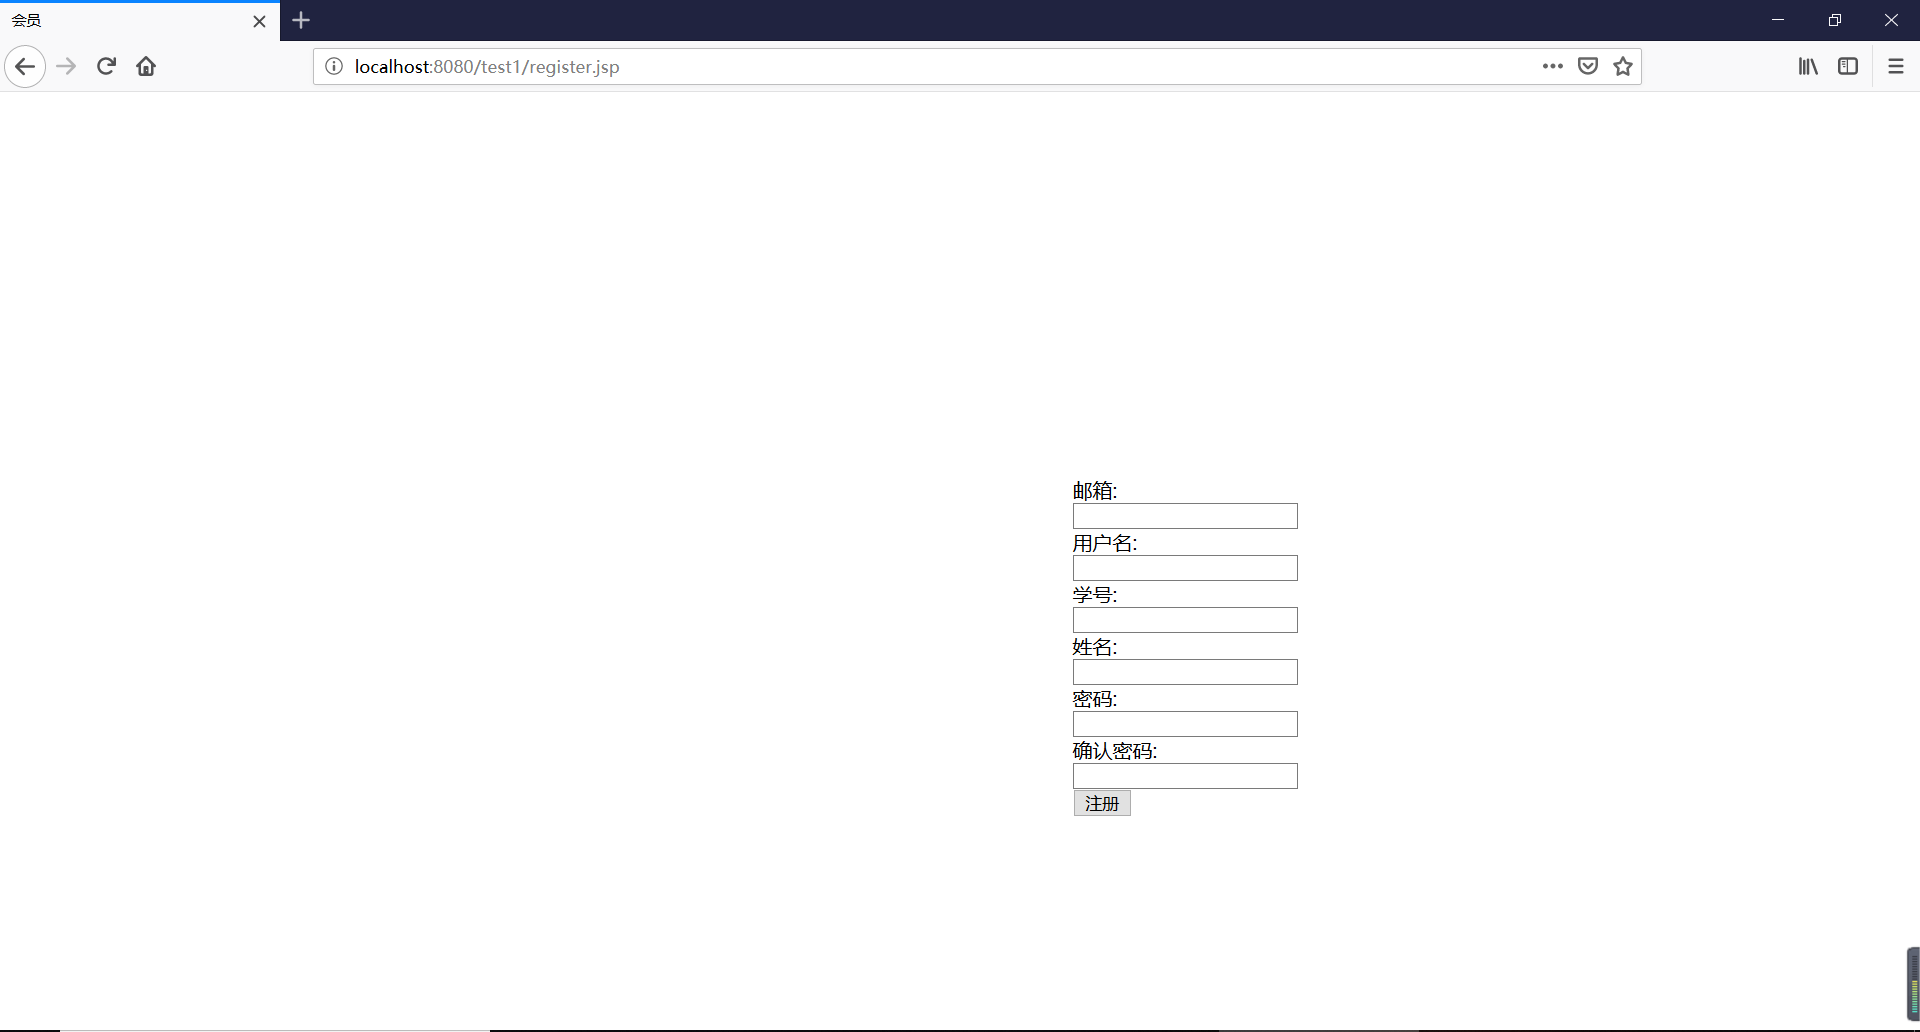 会员
localhost:8080/test1/register.jsp
邮箱:
用户名:
学号:
姓名:
密码:
确认密码:
注册